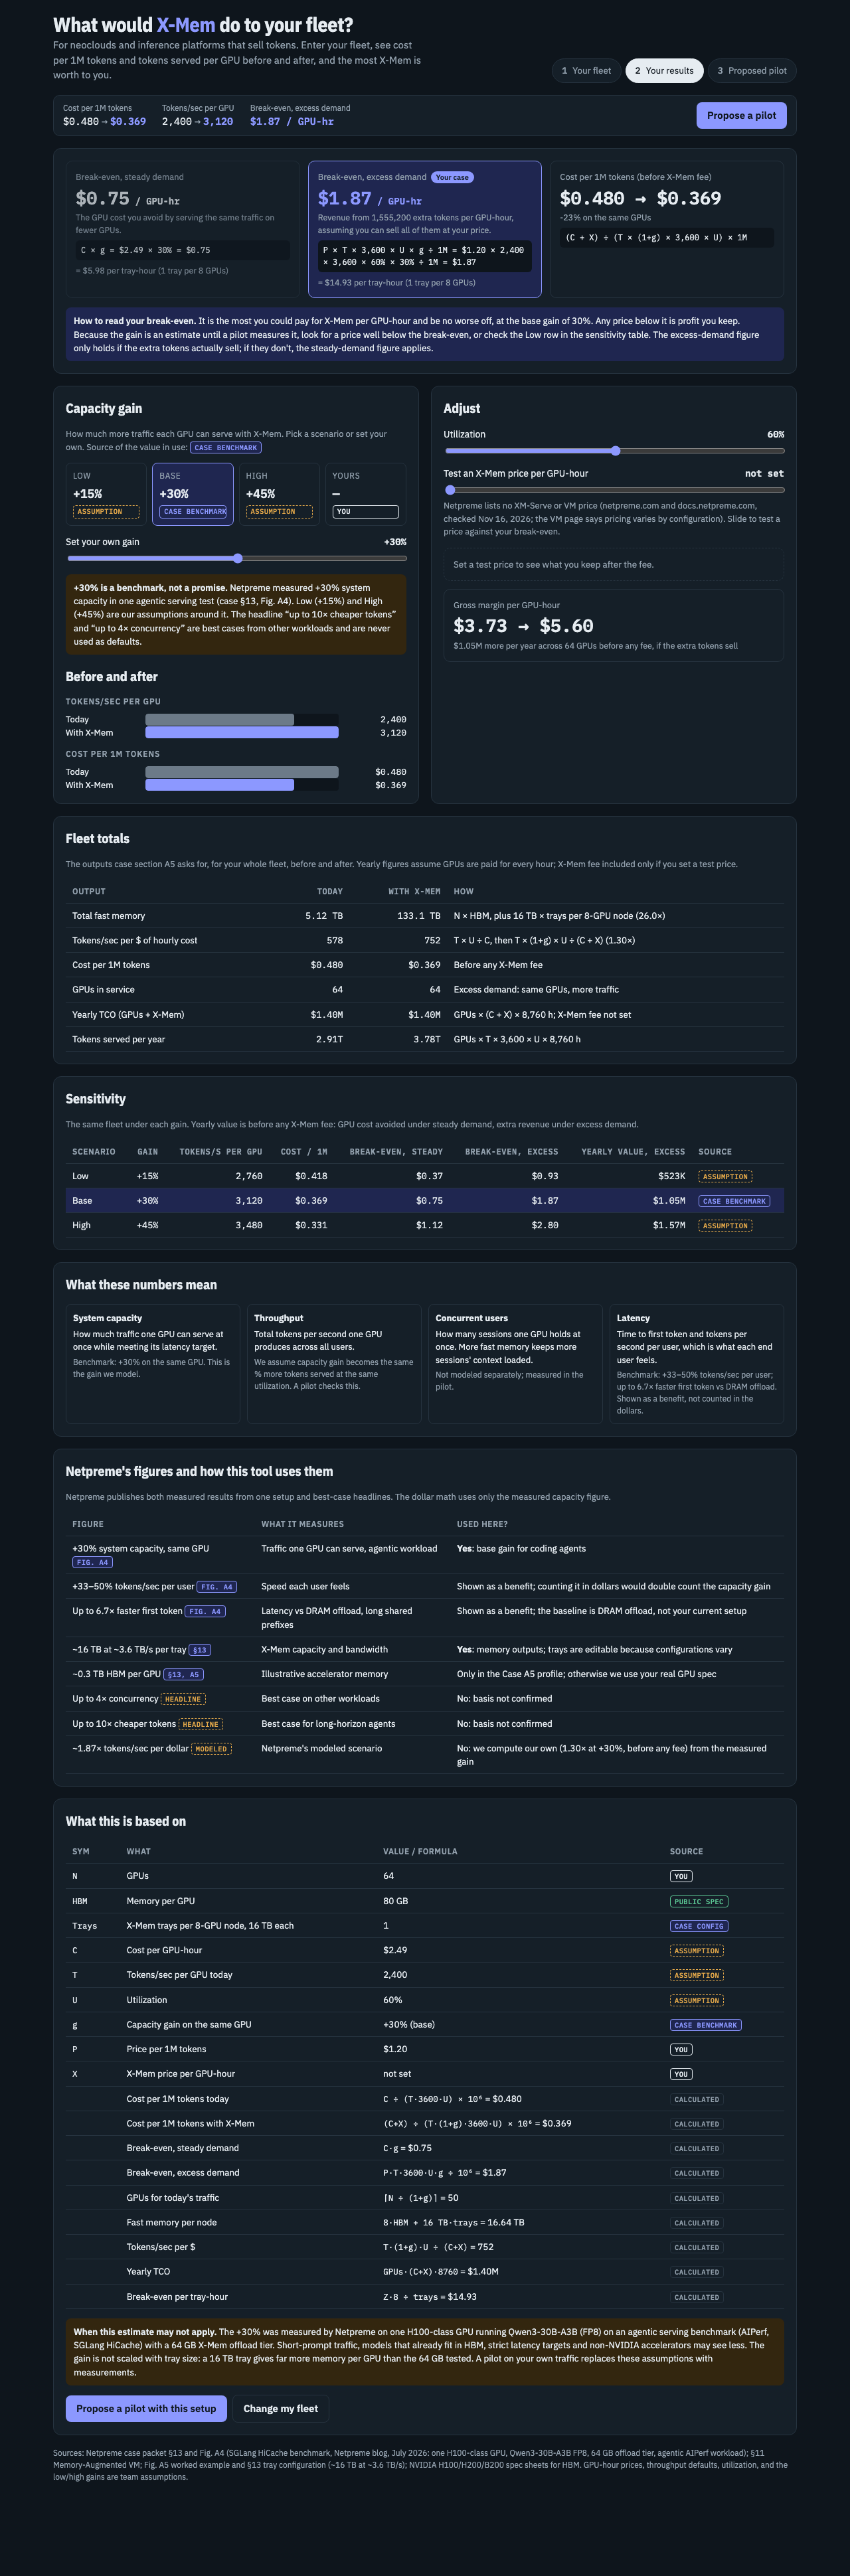 What would X-Mem do to your fleet?
For neoclouds and inference platforms that sell tokens. Enter your fleet, see cost
per 1M tokens and tokens served per GPU before and after, and the most X-Mem is
worth to you.
1 Your fleet
2 Your results
3 Proposed pilot
Cost per 1M tokens
$0.480 → $0.369
Tokens/sec per GPU
2,400 → 3,120
Break-even, excess demand
$1.87 / GPU-hr
Propose a pilot
Break-even, steady demand
$0.75 / GPU-hr
The GPU cost you avoid by serving the same traffic on
fewer GPUs.
C × g = $2.49 × 30% = $0.75
= $5.98 per tray-hour (1 tray per 8 GPUs)
Break-even, excess demand Your case
$1.87 / GPU-hr
Revenue from 1,555,200 extra tokens per GPU-hour,
assuming you can sell all of them at your price.
P × T × 3,600 × U × g ÷ 1M = $1.20 × 2,400
× 3,600 × 60% × 30% ÷ 1M = $1.87
= $14.93 per tray-hour (1 tray per 8 GPUs)
Cost per 1M tokens (before X-Mem fee)
$0.480 → $0.369
-23% on the same GPUs
(C + X) ÷ (T × (1+g) × 3,600 × U) × 1M
How to read your break-even. It is the most you could pay for X-Mem per GPU-hour and be no worse off, at the base gain of 30%. Any price below it is profit you keep.
Because the gain is an estimate until a pilot measures it, look for a price well below the break-even, or check the Low row in the sensitivity table. The excess-demand figure
only holds if the extra tokens actually sell; if they don't, the steady-demand figure applies.
Capacity gain
How much more traffic each GPU can serve with X-Mem. Pick a scenario or set your
own. Source of the value in use: CASE BENCHMARK
LOW
+15%
ASSUMPTION
BASE
+30%
CASE BENCHMARK
HIGH
+45%
ASSUMPTION
YOURS
—
YOU
Set your own gain +30%
+30% is a benchmark, not a promise. Netpreme measured +30% system
capacity in one agentic serving test (case §13, Fig. A4). Low (+15%) and High
(+45%) are our assumptions around it. The headline “up to 10× cheaper tokens”
and “up to 4× concurrency” are best cases from other workloads and are never
used as defaults.
Before and after
TOKENS/SEC PER GPU
Today 2,400
With X-Mem 3,120
COST PER 1M TOKENS
Today $0.480
With X-Mem $0.369
Adjust
Utilization 60%
Test an X-Mem price per GPU-hour not set
Netpreme lists no XM-Serve or VM price (netpreme.com and docs.netpreme.com,
checked Nov 16, 2026; the VM page says pricing varies by configuration). Slide to test a
price against your break-even.
Set a test price to see what you keep after the fee.
Gross margin per GPU-hour
$3.73 → $5.60
$1.05M more per year across 64 GPUs before any fee, if the extra tokens sell
Fleet totals
The outputs case section A5 asks for, for your whole fleet, before and after. Yearly figures assume GPUs are paid for every hour; X-Mem fee included only if you set a test price.
OUTPUT TODAY WITH X-MEM HOW
Total fast memory 5.12 TB 133.1 TB N × HBM, plus 16 TB × trays per 8-GPU node (26.0×)
Tokens/sec per $ of hourly cost 578 752 T × U ÷ C, then T × (1+g) × U ÷ (C + X) (1.30×)
Cost per 1M tokens $0.480 $0.369 Before any X-Mem fee
GPUs in service 64 64 Excess demand: same GPUs, more traffic
Yearly TCO (GPUs + X-Mem) $1.40M $1.40M GPUs × (C + X) × 8,760 h; X-Mem fee not set
Tokens served per year 2.91T 3.78T GPUs × T × 3,600 × U × 8,760 h
Sensitivity
The same fleet under each gain. Yearly value is before any X-Mem fee: GPU cost avoided under steady demand, extra revenue under excess demand.
SCENARIO GAIN TOKENS/S PER GPU COST / 1M BREAK-EVEN, STEADY BREAK-EVEN, EXCESS YEARLY VALUE, EXCESS SOURCE
Low +15% 2,760 $0.418 $0.37 $0.93 $523K ASSUMPTION
Base +30% 3,120 $0.369 $0.75 $1.87 $1.05M CASE BENCHMARK
High +45% 3,480 $0.331 $1.12 $2.80 $1.57M ASSUMPTION
What these numbers mean
System capacity
How much traffic one GPU can serve at
once while meeting its latency target.
Benchmark: +30% on the same GPU. This is
the gain we model.
Throughput
Total tokens per second one GPU
produces across all users.
We assume capacity gain becomes the same
% more tokens served at the same
utilization. A pilot checks this.
Concurrent users
How many sessions one GPU holds at
once. More fast memory keeps more
sessions' context loaded.
Not modeled separately; measured in the
pilot.
Latency
Time to first token and tokens per
second per user, which is what each end
user feels.
Benchmark: +33–50% tokens/sec per user;
up to 6.7× faster first token vs DRAM offload.
Shown as a benefit, not counted in the
dollars.
Netpreme's figures and how this tool uses them
Netpreme publishes both measured results from one setup and best-case headlines. The dollar math uses only the measured capacity figure.
FIGURE WHAT IT MEASURES USED HERE?
+30% system capacity, same GPU FIG. A4 Traffic one GPU can serve, agentic workload Yes: base gain for coding agents
+33–50% tokens/sec per user FIG. A4 Speed each user feels Shown as a benefit; counting it in dollars would double count the capacity gain
Up to 6.7× faster first token FIG. A4 Latency vs DRAM offload, long shared prefixes Shown as a benefit; the baseline is DRAM offload, not your current setup
~16 TB at ~3.6 TB/s per tray §13 X-Mem capacity and bandwidth Yes: memory outputs; trays are editable because configurations vary
~0.3 TB HBM per GPU §13, A5 Illustrative accelerator memory Only in the Case A5 profile; otherwise we use your real GPU spec
Up to 4× concurrency HEADLINE Best case on other workloads No: basis not confirmed
Up to 10× cheaper tokens HEADLINE Best case for long-horizon agents No: basis not confirmed
~1.87× tokens/sec per dollar MODELED Netpreme's modeled scenario No: we compute our own (1.30× at +30%, before any fee) from the measured gain
What this is based on
SYM WHAT VALUE / FORMULA SOURCE
N GPUs 64 YOU
HBM Memory per GPU 80 GB PUBLIC SPEC
Trays X-Mem trays per 8-GPU node, 16 TB each 1 CASE CONFIG
C Cost per GPU-hour $2.49 ASSUMPTION
T Tokens/sec per GPU today 2,400 ASSUMPTION
U Utilization 60% ASSUMPTION
g Capacity gain on the same GPU +30% (base) CASE BENCHMARK
P Price per 1M tokens $1.20 YOU
X X-Mem price per GPU-hour not set YOU
Cost per 1M tokens today C ÷ (T·3600·U) × 10⁶ = $0.480 CALCULATED
Cost per 1M tokens with X-Mem (C+X) ÷ (T·(1+g)·3600·U) × 10⁶ = $0.369 CALCULATED
Break-even, steady demand C·g = $0.75 CALCULATED
Break-even, excess demand P·T·3600·U·g ÷ 10⁶ = $1.87 CALCULATED
GPUs for today's traffic ⌈N ÷ (1+g)⌉ = 50 CALCULATED
Fast memory per node 8·HBM + 16 TB·trays = 16.64 TB CALCULATED
Tokens/sec per $ T·(1+g)·U ÷ (C+X) = 752 CALCULATED
Yearly TCO GPUs·(C+X)·8760 = $1.40M CALCULATED
Break-even per tray-hour Z·8 ÷ trays = $14.93 CALCULATED
When this estimate may not apply. The +30% was measured by Netpreme on one H100-class GPU running Qwen3-30B-A3B (FP8) on an agentic serving benchmark (AIPerf,
SGLang HiCache) with a 64 GB X-Mem offload tier. Short-prompt traffic, models that already fit in HBM, strict latency targets and non-NVIDIA accelerators may see less. The
gain is not scaled with tray size: a 16 TB tray gives far more memory per GPU than the 64 GB tested. A pilot on your own traffic replaces these assumptions with
measurements.
Propose a pilot with this setup
Change my fleet
Sources: Netpreme case packet §13 and Fig. A4 (SGLang HiCache benchmark, Netpreme blog, July 2026: one H100-class GPU, Qwen3-30B-A3B FP8, 64 GB offload tier, agentic AIPerf workload); §11
Memory-Augmented VM; Fig. A5 worked example and §13 tray configuration (~16 TB at ~3.6 TB/s); NVIDIA H100/H200/B200 spec sheets for HBM. GPU-hour prices, throughput defaults, utilization, and the
low/high gains are team assumptions.